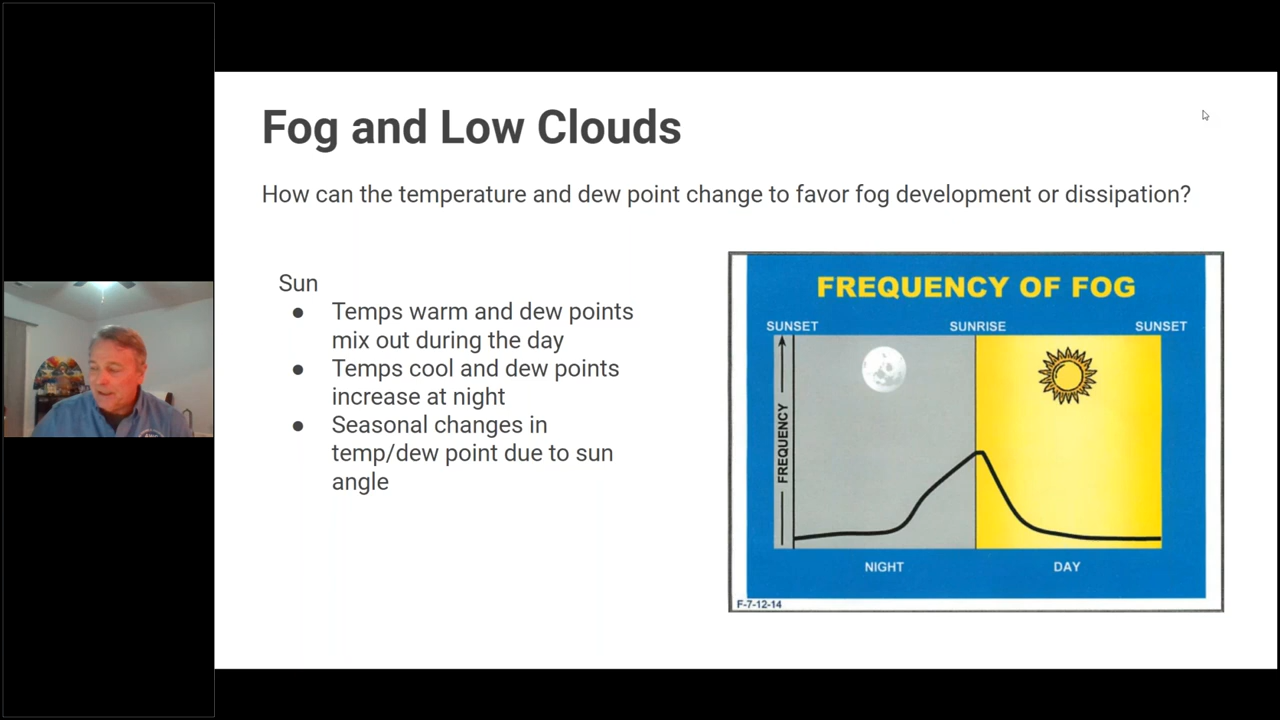 Fog and Low Clouds
How can the temperature and dew point change to favor fog development or dissipation?
Sun
● Temps warm and dew points
mix out during the day
● Temps cool and dew points
increase at night
● Seasonal changes in
temp/dew point due to sun
angle
FREQUENCY OF FOG
SUNSET SUNRISE SUNSET
FREQUENCY
NIGHT DAY
F-7-12-14